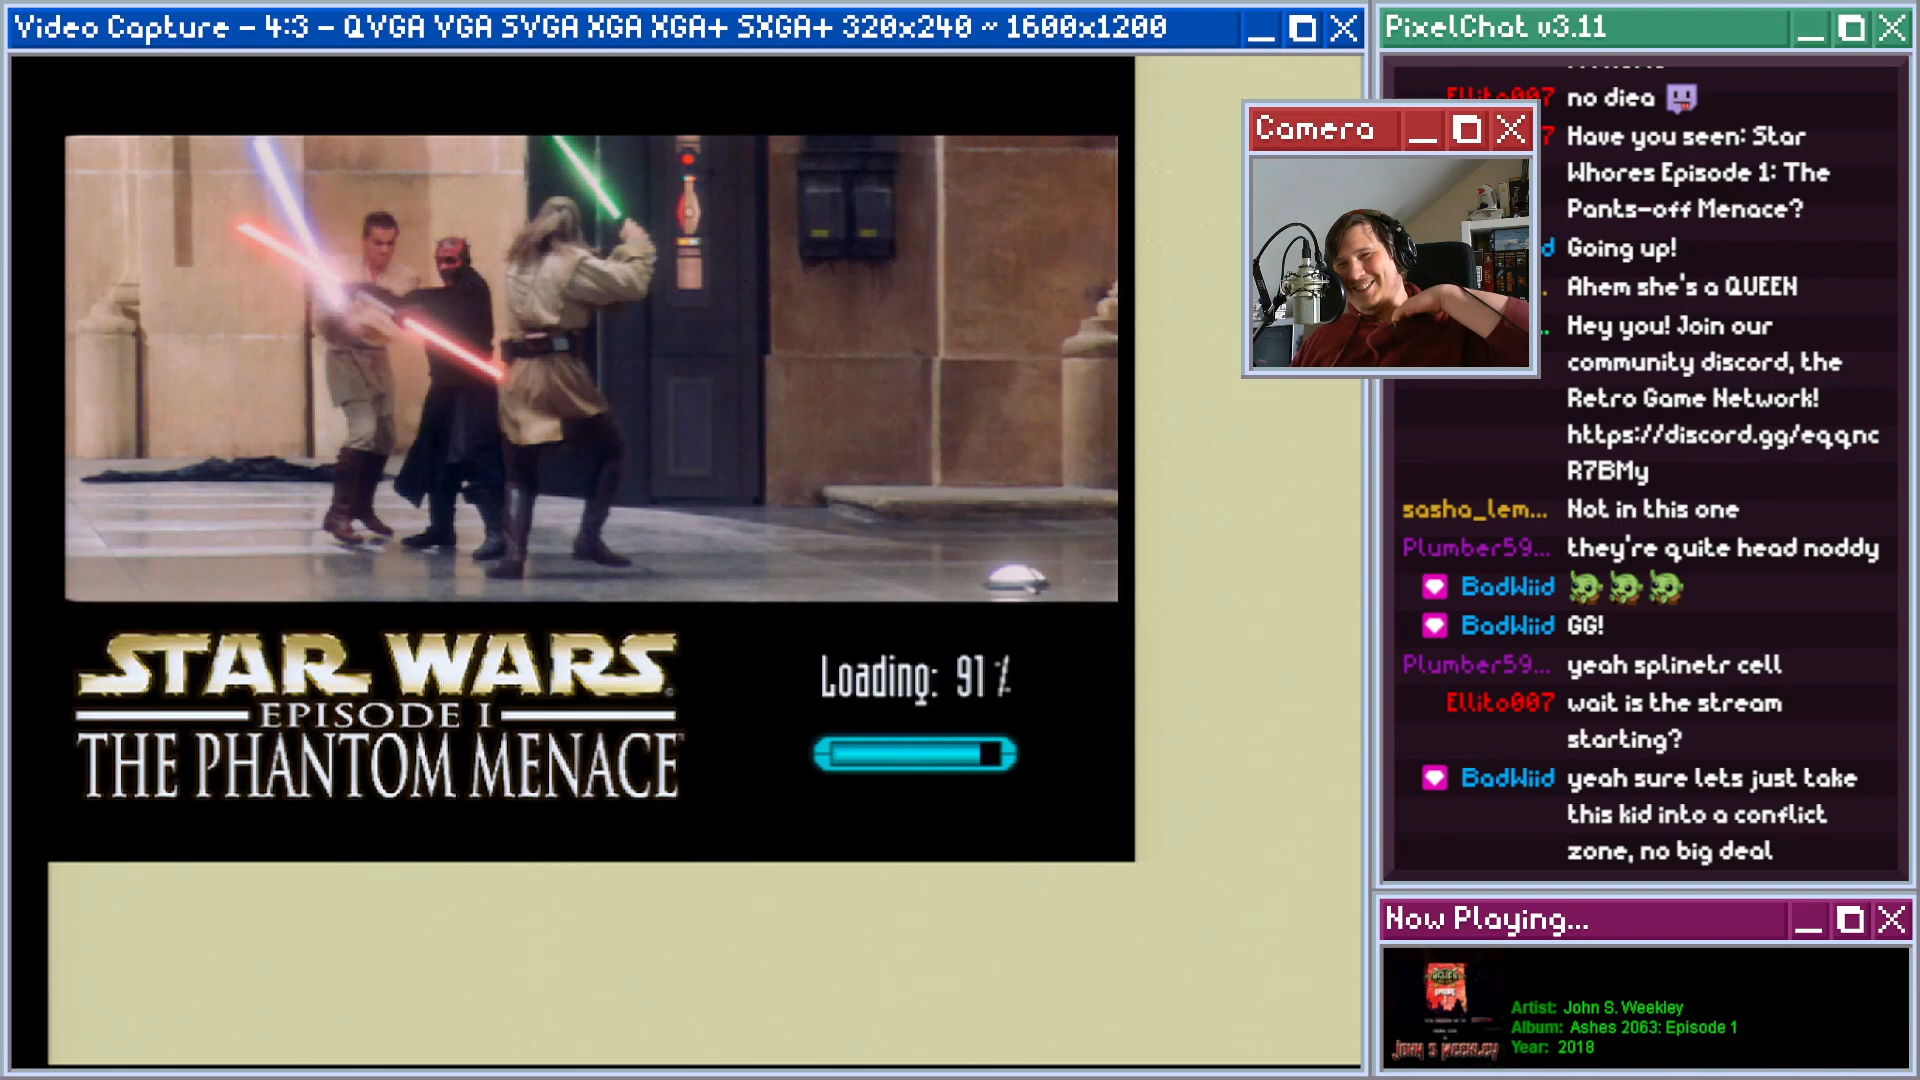 Video Capture - 4:3 - QVGA VGA SVGA XGA XGA+ SXGA+ 320x240 ~ 1600x1200
STAR WARS
EPISODE I
THE PHANTOM MENACE
Loading: 91%
Camera
PixelChat v3.11
Ellito007 no diea
7 Have you seen: Star
Whores Episode 1: The
Pants-off Menace?
d Going up!
Ahem she's a QUEEN
Hey you! Join our
community discord, the
Retro Game Network!
https://discord.gg/eqqnc
R7BMy
sasha_lem... Not in this one
Plumber59... they're quite head noddy
BadWiid
BadWiid GG!
Plumber59... yeah splinetr cell
Ellito007 wait is the stream
starting?
BadWiid yeah sure lets just take
this kid into a conflict
zone, no big deal
Now Playing...
JOHN S WEEKLEY
Artist: John S. Weekley
Album: Ashes 2063: Episode 1
Year: 2018